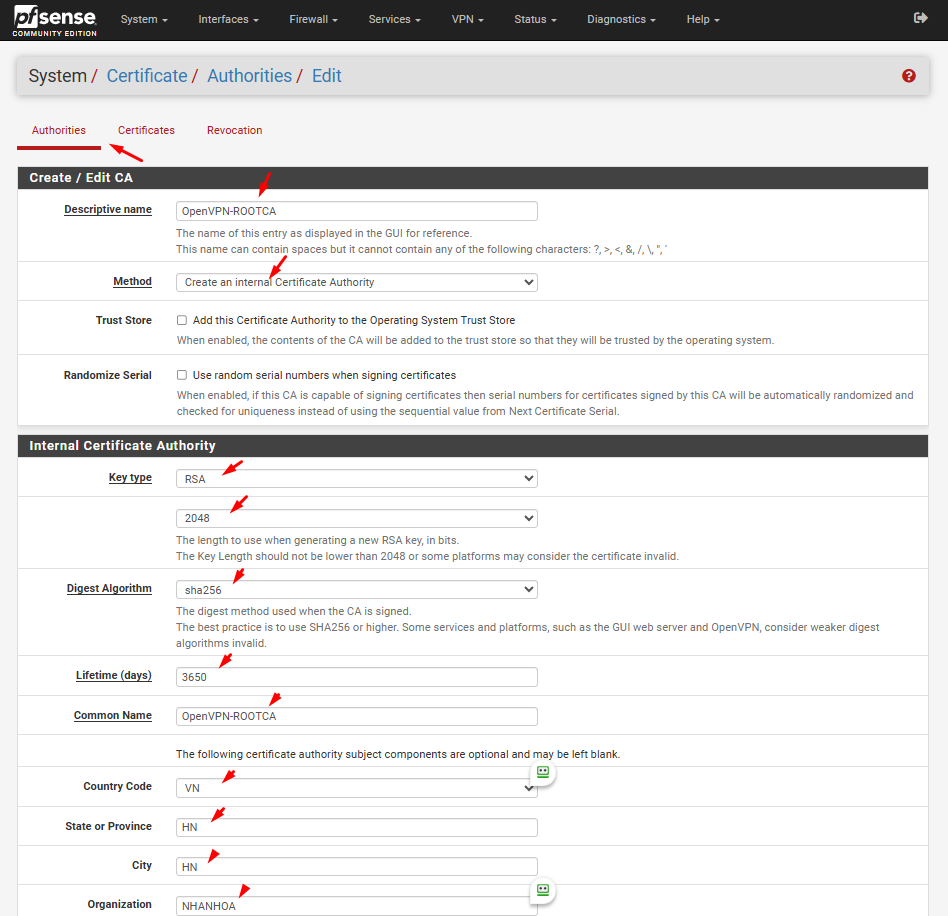 pfsense
COMMUNITY EDITION
System Interfaces Firewall Services VPN Status Diagnostics Help
System / Certificate / Authorities / Edit
?
Authorities Certificates Revocation
Create / Edit CA
Descriptive name OpenVPN-ROOTCA
The name of this entry as displayed in the GUI for reference.
This name can contain spaces but it cannot contain any of the following characters: ?, >, <, &, /, \, ", '
Method Create an internal Certificate Authority
Trust Store Add this Certificate Authority to the Operating System Trust Store
When enabled, the contents of the CA will be added to the trust store so that they will be trusted by the operating system.
Randomize Serial Use random serial numbers when signing certificates
When enabled, if this CA is capable of signing certificates then serial numbers for certificates signed by this CA will be automatically randomized and
checked for uniqueness instead of using the sequential value from Next Certificate Serial.
Internal Certificate Authority
Key type RSA
2048
The length to use when generating a new RSA key, in bits.
The Key Length should not be lower than 2048 or some platforms may consider the certificate invalid.
Digest Algorithm sha256
The digest method used when the CA is signed.
The best practice is to use SHA256 or higher. Some services and platforms, such as the GUI web server and OpenVPN, consider weaker digest
algorithms invalid.
Lifetime (days) 3650
Common Name OpenVPN-ROOTCA
The following certificate authority subject components are optional and may be left blank.
Country Code VN
State or Province HN
City HN
Organization NHANHOA